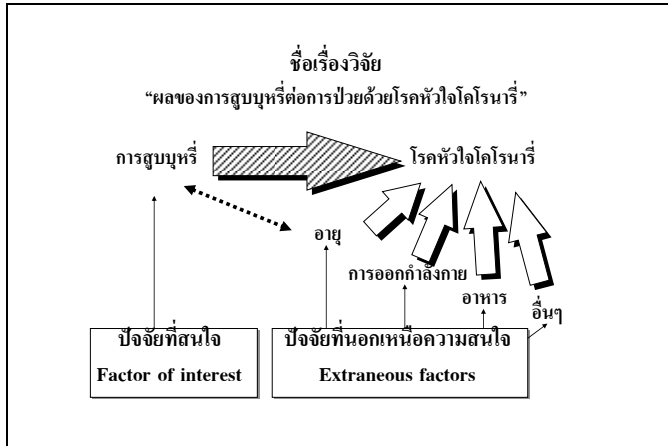 ชื่อเรื่องวิจัย
“ผลของการสูบบุหรี่ต่อการป่วยด้วยโรคหัวใจโคโรนารี่”
การสูบบุหรี่
โรคหัวใจโคโรนารี่
อายุ
การออกกำลังกาย
อาหาร
อื่นๆ
ปัจจัยที่สนใจ
Factor of interest
ปัจจัยที่นอกเหนือความสนใจ
Extraneous factors